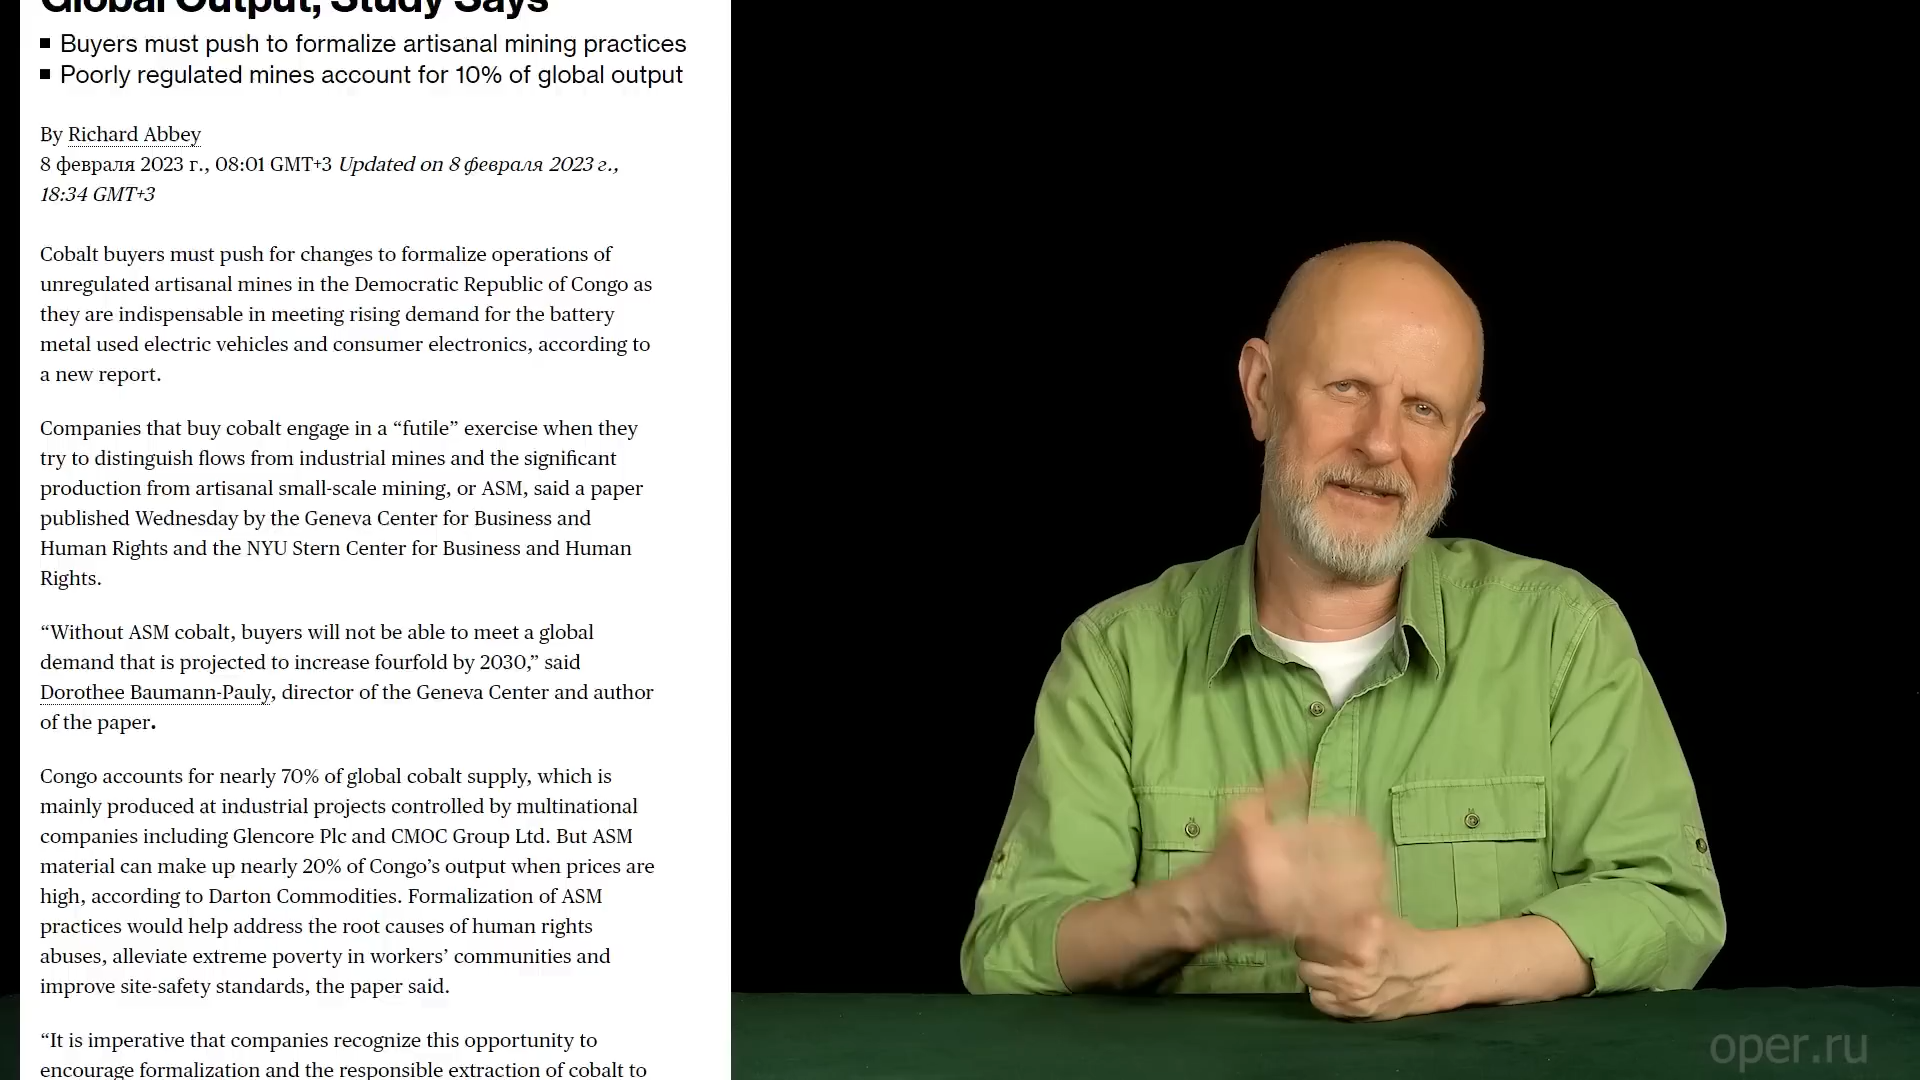 Global Output, Study Says
Buyers must push to formalize artisanal mining practices
Poorly regulated mines account for 10% of global output
By Richard Abbey
8 февраля 2023 г., 08:01 GMT+3 Updated on 8 февраля 2023 г.,
18:34 GMT+3
Cobalt buyers must push for changes to formalize operations of
unregulated artisanal mines in the Democratic Republic of Congo as
they are indispensable in meeting rising demand for the battery
metal used electric vehicles and consumer electronics, according to
a new report.
Companies that buy cobalt engage in a “futile” exercise when they
try to distinguish flows from industrial mines and the significant
production from artisanal small-scale mining, or ASM, said a paper
published Wednesday by the Geneva Center for Business and
Human Rights and the NYU Stern Center for Business and Human
Rights.
“Without ASM cobalt, buyers will not be able to meet a global
demand that is projected to increase fourfold by 2030,” said
Dorothee Baumann-Pauly, director of the Geneva Center and author
of the paper.
Congo accounts for nearly 70% of global cobalt supply, which is
mainly produced at industrial projects controlled by multinational
companies including Glencore Plc and CMOC Group Ltd. But ASM
material can make up nearly 20% of Congo’s output when prices are
high, according to Darton Commodities. Formalization of ASM
practices would help address the root causes of human rights
abuses, alleviate extreme poverty in workers’ communities and
improve site-safety standards, the paper said.
“It is imperative that companies recognize this opportunity to
encourage formalization and the responsible extraction of cobalt to
oper.ru